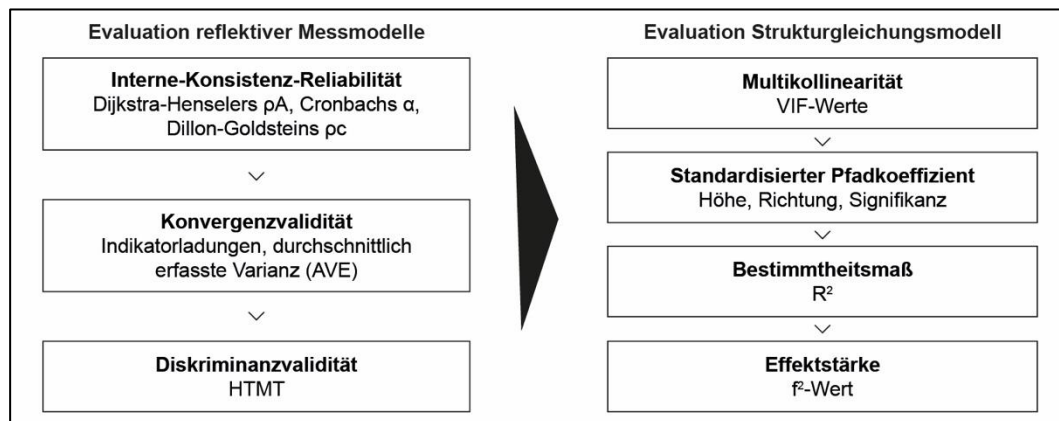 Evaluation reflektiver Messmodelle
Interne-Konsistenz-Reliabilität
Dijkstra-Henselers ρA, Cronbachs α,
Dillon-Goldsteins ρc
Konvergenzvalidität
Indikatorladungen, durchschnittlich
erfasste Varianz (AVE)
Diskriminanzvalidität
HTMT
Evaluation Strukturgleichungsmodell
Multikollinearität
VIF-Werte
Standardisierter Pfadkoeffizient
Höhe, Richtung, Signifikanz
Bestimmtheitsmaß
R²
Effektstärke
f²-Wert